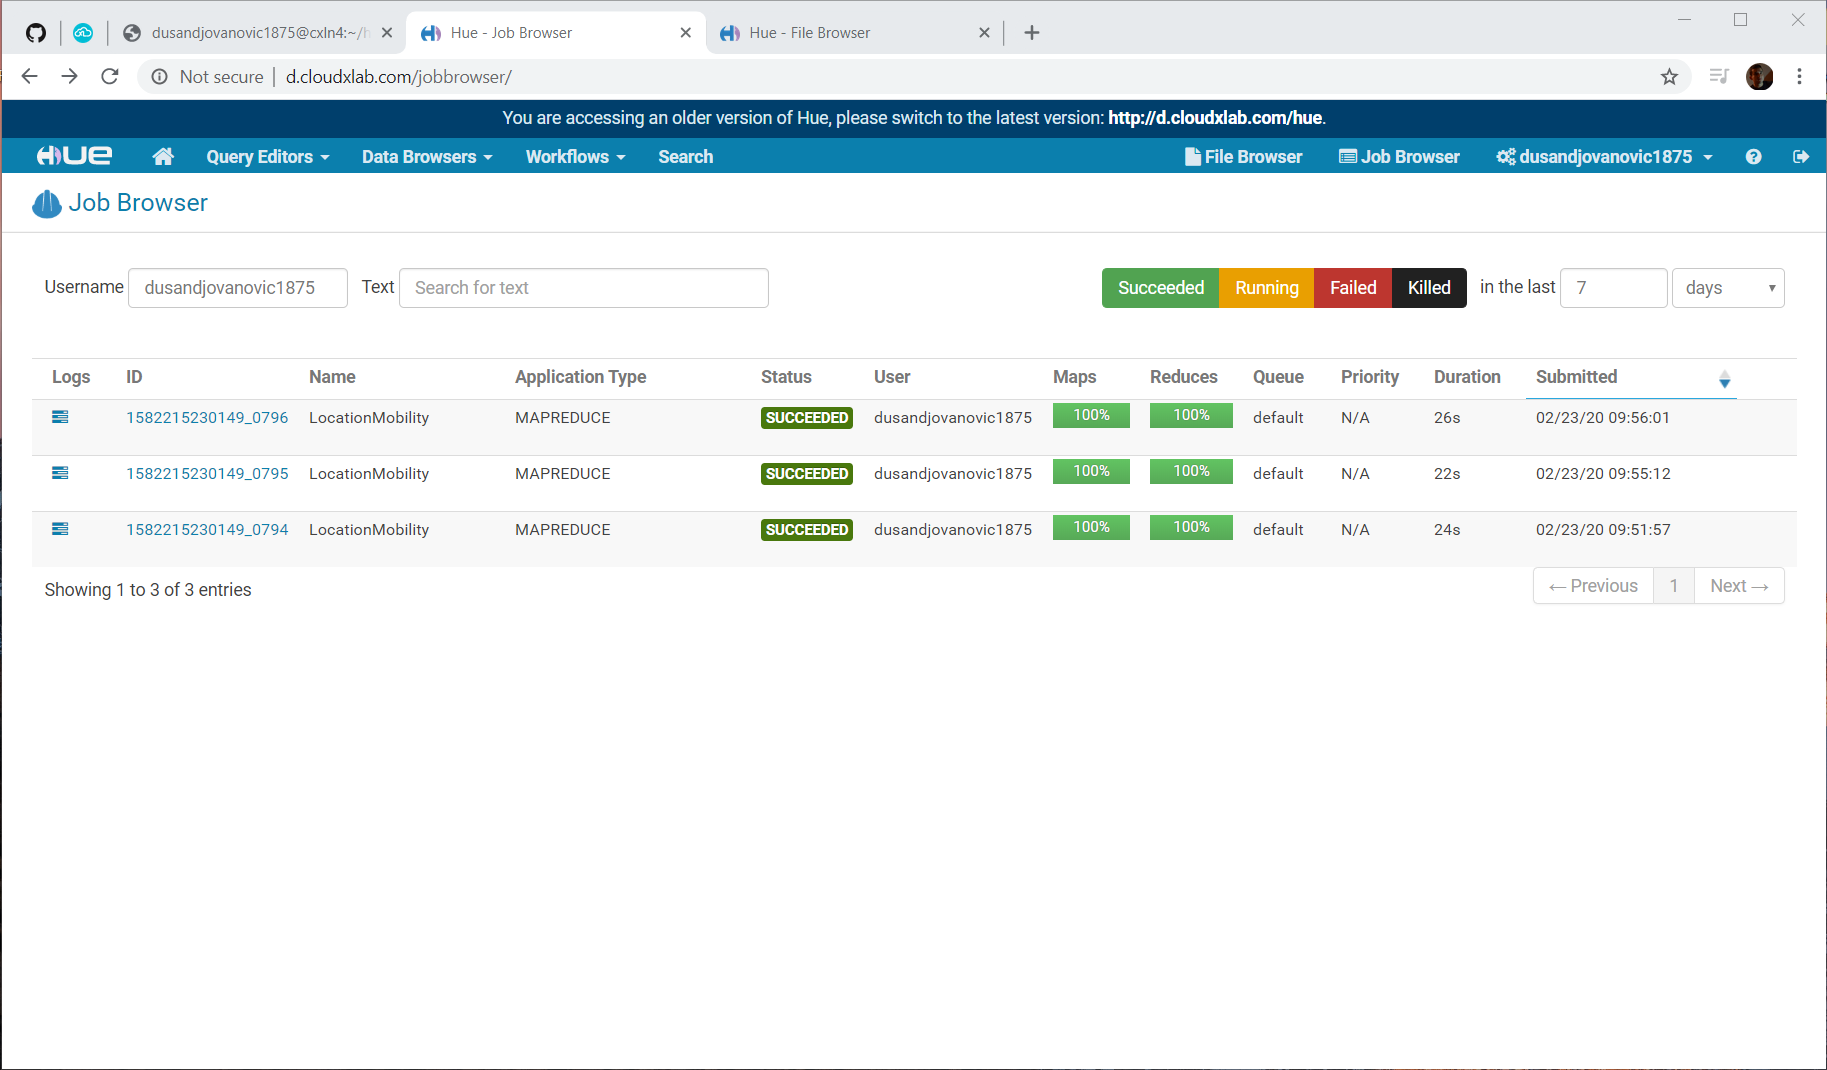 dusandjovanovic1875@cxln4:~/h
Hue - Job Browser
Hue - File Browser
Not secure | d.cloudxlab.com/jobbrowser/
You are accessing an older version of Hue, please switch to the latest version: http://d.cloudxlab.com/hue.
HUE Query Editors Data Browsers Workflows Search File Browser Job Browser dusandjovanovic1875
Job Browser
Username dusandjovanovic1875 Text Search for text Succeeded Running Failed Killed in the last 7 days
Logs ID Name Application Type Status User Maps Reduces Queue Priority Duration Submitted
1582215230149_0796 LocationMobility MAPREDUCE SUCCEEDED dusandjovanovic1875 100% 100% default N/A 26s 02/23/20 09:56:01
1582215230149_0795 LocationMobility MAPREDUCE SUCCEEDED dusandjovanovic1875 100% 100% default N/A 22s 02/23/20 09:55:12
1582215230149_0794 LocationMobility MAPREDUCE SUCCEEDED dusandjovanovic1875 100% 100% default N/A 24s 02/23/20 09:51:57
Showing 1 to 3 of 3 entries ← Previous 1 Next →